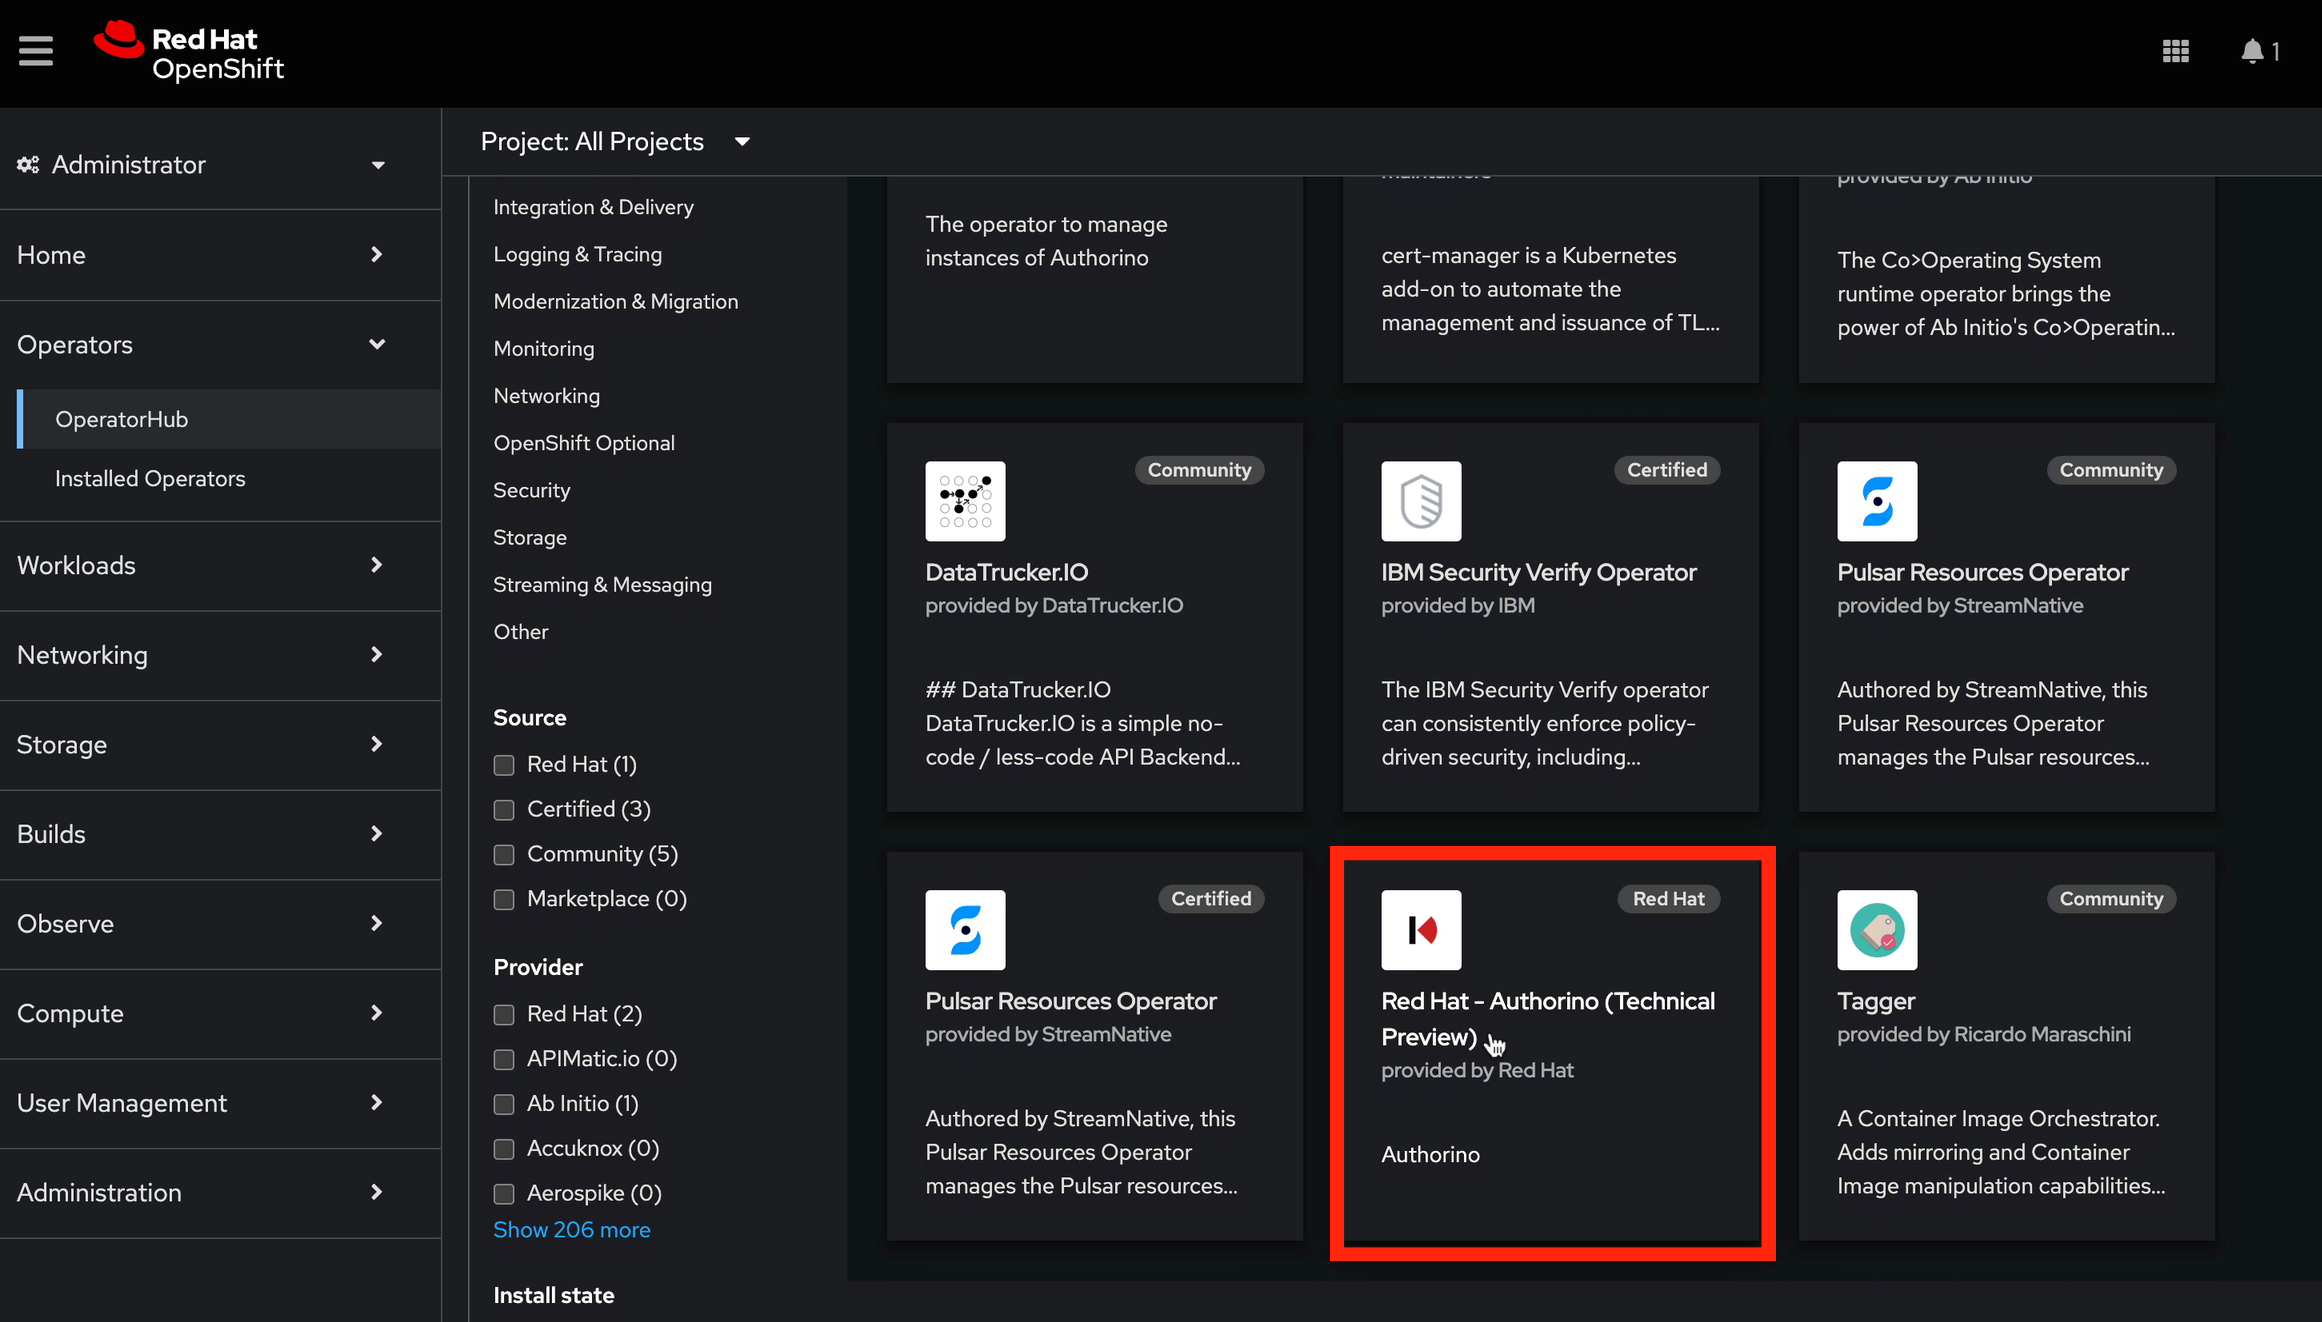 Red Hat
OpenShift
1
Administrator
Home
Operators
OperatorHub
Installed Operators
Workloads
Networking
Storage
Builds
Observe
Compute
User Management
Administration
Project: All Projects
Integration & Delivery
Logging & Tracing
Modernization & Migration
Monitoring
Networking
OpenShift Optional
Security
Storage
Streaming & Messaging
Other
Source
Red Hat (1)
Certified (3)
Community (5)
Marketplace (0)
Provider
Red Hat (2)
APIMatic.io (0)
Ab Initio (1)
Accuknox (0)
Aerospike (0)
Show 206 more
Install state
The operator to manage
instances of Authorino
maintainers
cert-manager is a Kubernetes
add-on to automate the
management and issuance of TL...
provided by Ab Initio
The Co>Operating System
runtime operator brings the
power of Ab Initio's Co>Operatin...
Community
DataTrucker.IO
provided by DataTrucker.IO
## DataTrucker.IO
DataTrucker.IO is a simple no-
code / less-code API Backend...
Certified
IBM Security Verify Operator
provided by IBM
The IBM Security Verify operator
can consistently enforce policy-
driven security, including...
Community
Pulsar Resources Operator
provided by StreamNative
Authored by StreamNative, this
Pulsar Resources Operator
manages the Pulsar resources...
Certified
Pulsar Resources Operator
provided by StreamNative
Authored by StreamNative, this
Pulsar Resources Operator
manages the Pulsar resources...
Red Hat
Red Hat - Authorino (Technical
Preview)
provided by Red Hat
Authorino
Community
Tagger
provided by Ricardo Maraschini
A Container Image Orchestrator.
Adds mirroring and Container
Image manipulation capabilities...